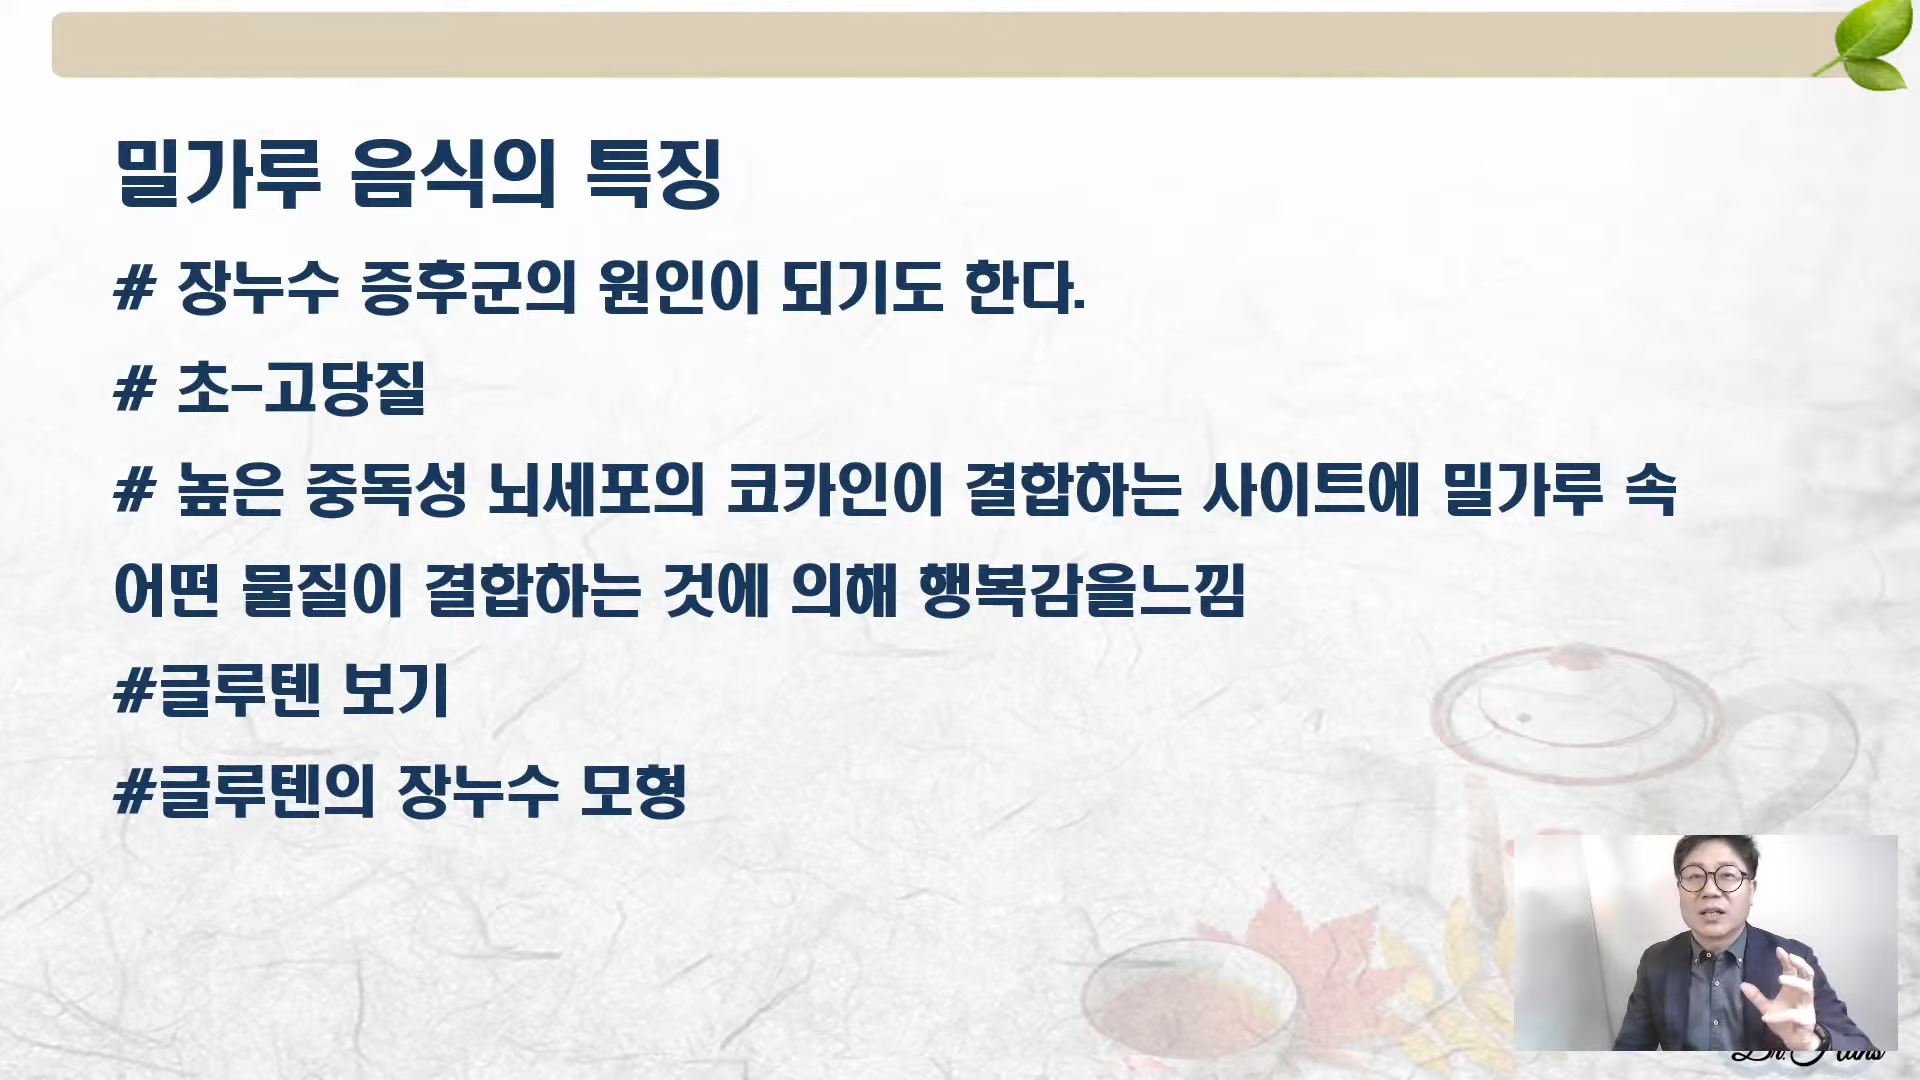 밀가루 음식의 특징
# 장누수 증후군의 원인이 되기도 한다.
# 초-고당질
# 높은 중독성 뇌세포의 코카인이 결합하는 사이트에 밀가루 속
어떤 물질이 결합하는 것에 의해 행복감을느낌
#글루텐 보기
#글루텐의 장누수 모형
Dr.